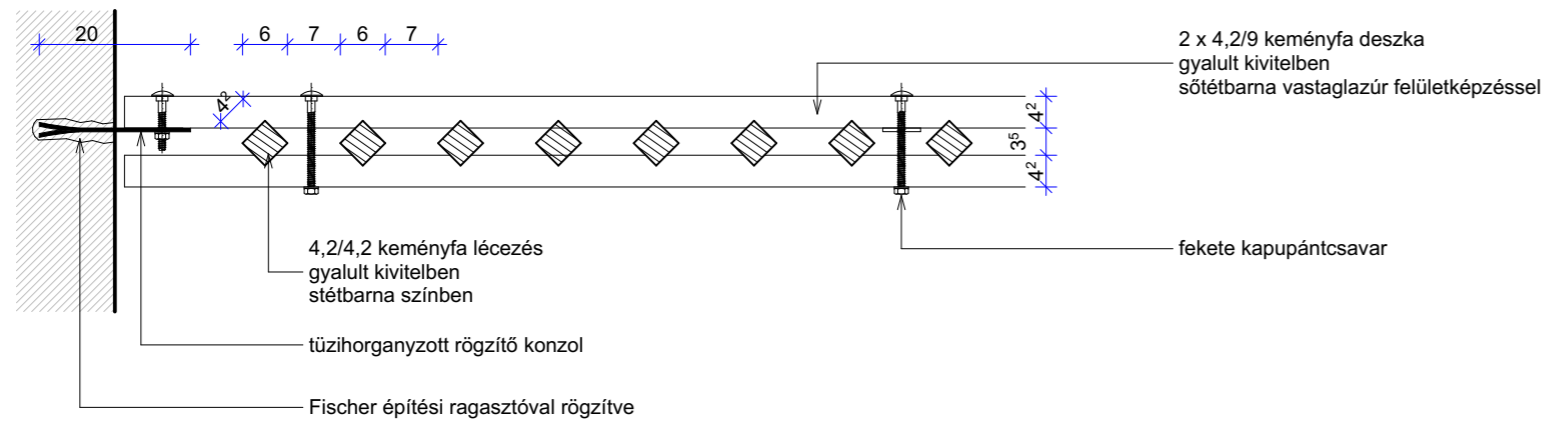 20
6
7
6
7
4²
2 x 4,2/9 keményfa deszka
gyalult kivitelben
sőtétbarna vastaglazúr felületképzéssel
4²
3⁵
4²
4,2/4,2 keményfa lécezés
gyalult kivitelben
stétbarna színben
fekete kapupántcsavar
tüzihorganyzott rögzítő konzol
Fischer építési ragasztóval rögzítve